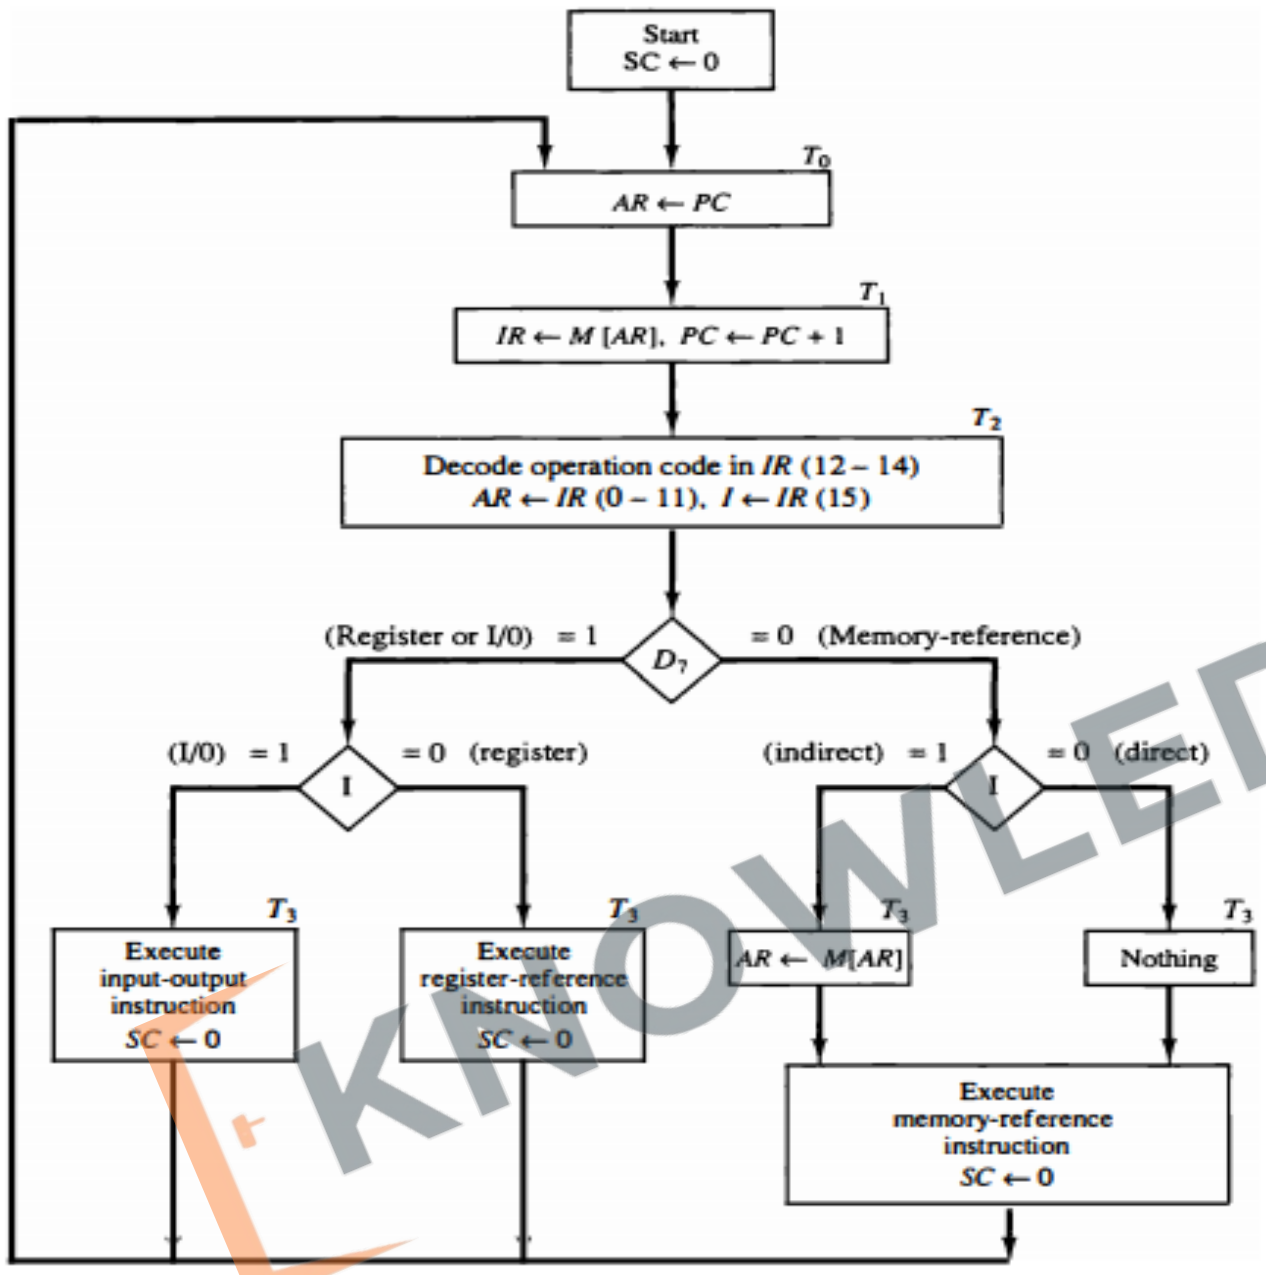 Start
SC ← 0
T₀
AR ← PC
T₁
IR ← M [AR], PC ← PC + 1
T₂
Decode operation code in IR (12 – 14)
AR ← IR (0 – 11), I ← IR (15)
(Register or I/0) = 1
D₇
= 0 (Memory-reference)
(I/0) = 1
I
= 0 (register)
(indirect) = 1
I
= 0 (direct)
T₃
Execute
input-output
instruction
SC ← 0
T₃
Execute
register-reference
instruction
SC ← 0
T₃
AR ← M[AR]
T₃
Nothing
Execute
memory-reference
instruction
SC ← 0